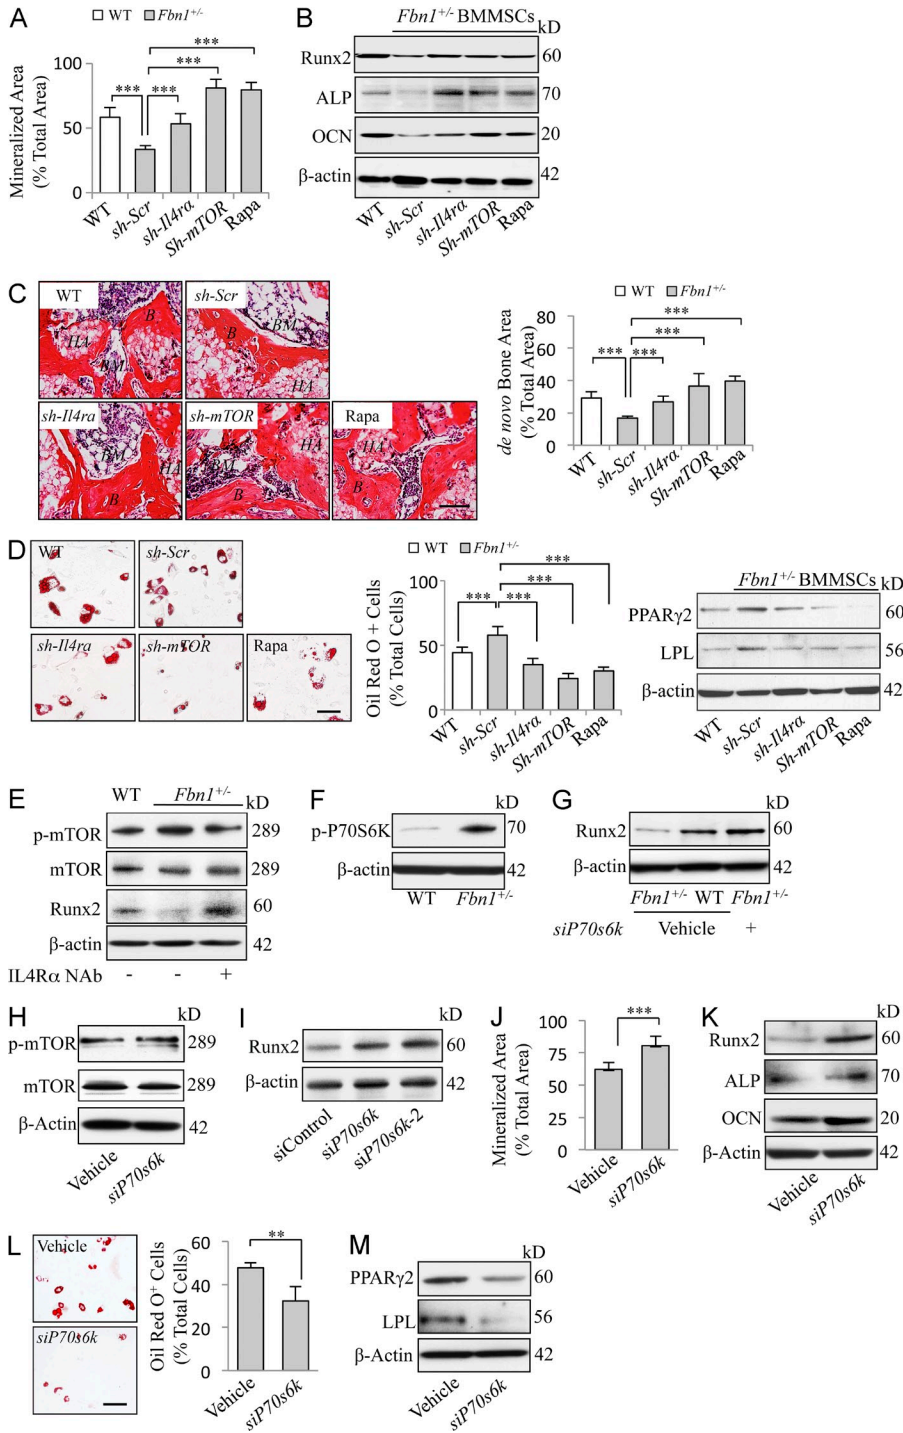 A
WT Fbn1+/-
Mineralized Area
(% Total Area)
100
50
0
***
***
***
***
WT
sh-Scr
sh-Il4rα
Sh-mTOR
Rapa
B
Fbn1+/- BMMSCs
kD
Runx2 60
ALP 70
OCN 20
β-actin 42
WT
sh-Scr
sh-Il4rα
Sh-mTOR
Rapa
C
WT
B
HA
BM
sh-Scr
B
BM
HA
sh-Il4ra
BM
HA
B
sh-mTOR
HA
BM
B
Rapa
HA
BM
B
WT Fbn1+/-
de novo Bone Area
(% Total Area)
80
60
40
20
0
***
***
***
***
WT
sh-Scr
sh-Il4rα
Sh-mTOR
Rapa
D
WT
sh-Scr
sh-Il4ra
sh-mTOR
Rapa
WT Fbn1+/-
Oil Red O + Cells
(% Total Cells)
100
50
0
***
***
***
***
WT
sh-Scr
sh-Il4rα
Sh-mTOR
Rapa
Fbn1+/- BMMSCs
kD
PPARγ2 60
LPL 56
β-actin 42
WT
sh-Scr
sh-Il4rα
Sh-mTOR
Rapa
E
WT Fbn1+/-
kD
p-mTOR 289
mTOR 289
Runx2 60
β-actin 42
IL4Rα NAb - - +
F
kD
p-P70S6K 70
β-actin 42
WT Fbn1+/-
G
kD
Runx2 60
β-actin 42
Fbn1+/- WT Fbn1+/-
siP70s6k Vehicle +
H
kD
p-mTOR 289
mTOR 289
β-Actin 42
Vehicle
siP70s6k
I
kD
Runx2 60
β-actin 42
siControl
siP70s6k
siP70s6k-2
J
Mineralized Area
(% Total Area)
100
75
50
25
0
***
Vehicle
siP70s6k
K
kD
Runx2 60
ALP 70
OCN 20
β-Actin 42
Vehicle
siP70s6k
L
Vehicle
siP70s6k
Oil Red O+ Cells
(% Total Cells)
60
40
20
0
**
Vehicle
siP70s6k
M
kD
PPARγ2 60
LPL 56
β-Actin 42
Vehicle
siP70s6k